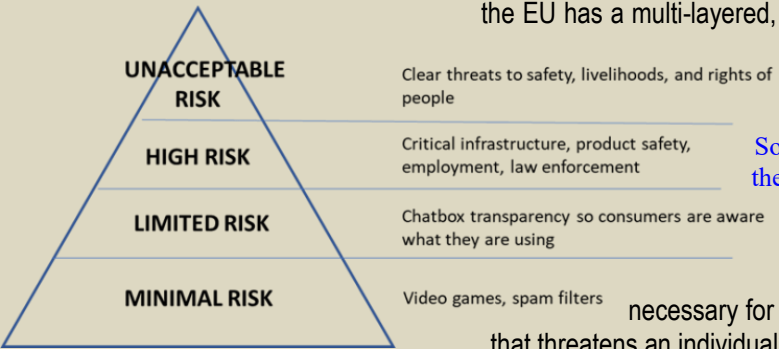 the EU has a multi-layered,
UNACCEPTABLE
RISK
Clear threats to safety, livelihoods, and rights of
people
HIGH RISK
Critical infrastructure, product safety,
employment, law enforcement
So
the
LIMITED RISK
Chatbox transparency so consumers are aware
what they are using
MINIMAL RISK
Video games, spam filters
necessary for
that threatens an individual